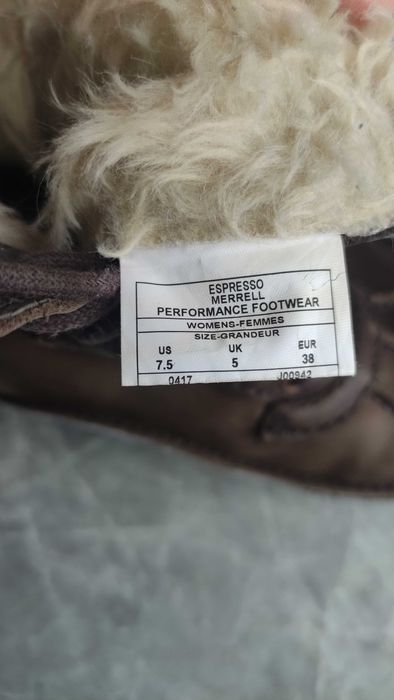 ESPRESSO
MERRELL
PERFORMANCE FOOTWEAR
WOMENS-FEMMES
SIZE-GRANDEUR
US UK EUR
7.5 5 38
0417 J00942